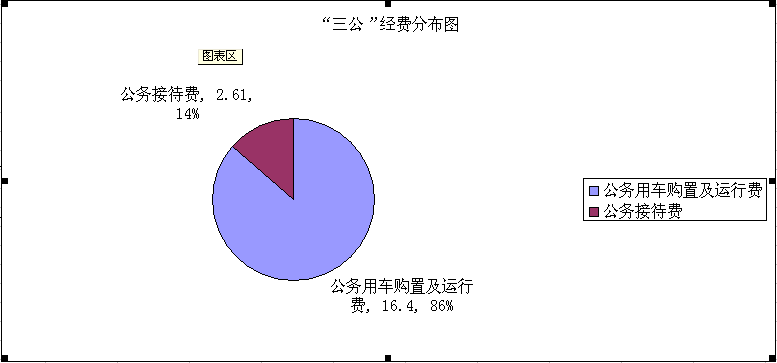 “三公 ”经费分布图
图表区
公务接待费, 2.61,
14%
公务用车购置及运行费
公务接待费
公务用车购置及运行
费, 16.4, 86%